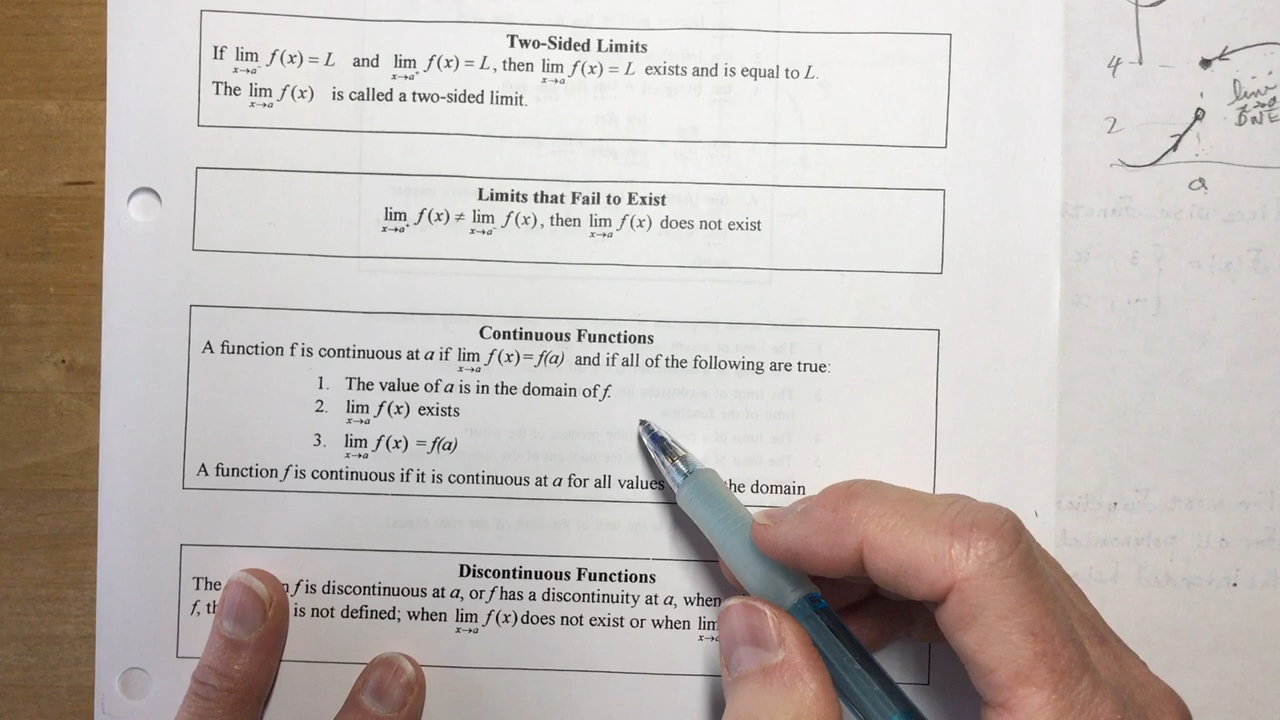 Two-Sided Limits
If lim x→a⁻ f(x) = L and lim x→a⁺ f(x) = L, then lim x→a f(x) = L exists and is equal to L.
The lim x→a f(x) is called a two-sided limit.
Limits that Fail to Exist
lim x→a⁺ f(x) ≠ lim x→a⁻ f(x), then lim x→a f(x) does not exist
Continuous Functions
A function f is continuous at a if lim x→a f(x)=f(a) and if all of the following are true:
1. The value of a is in the domain of f.
2. lim x→a f(x) exists
3. lim x→a f(x) = f(a)
A function f is continuous if it is continuous at a for all values he domain
Discontinuous Functions
The n f is discontinuous at a, or f has a discontinuity at a, when
f, th is not defined; when lim x→a f(x) does not exist or when lim x→
4
lim
DNE
2
a